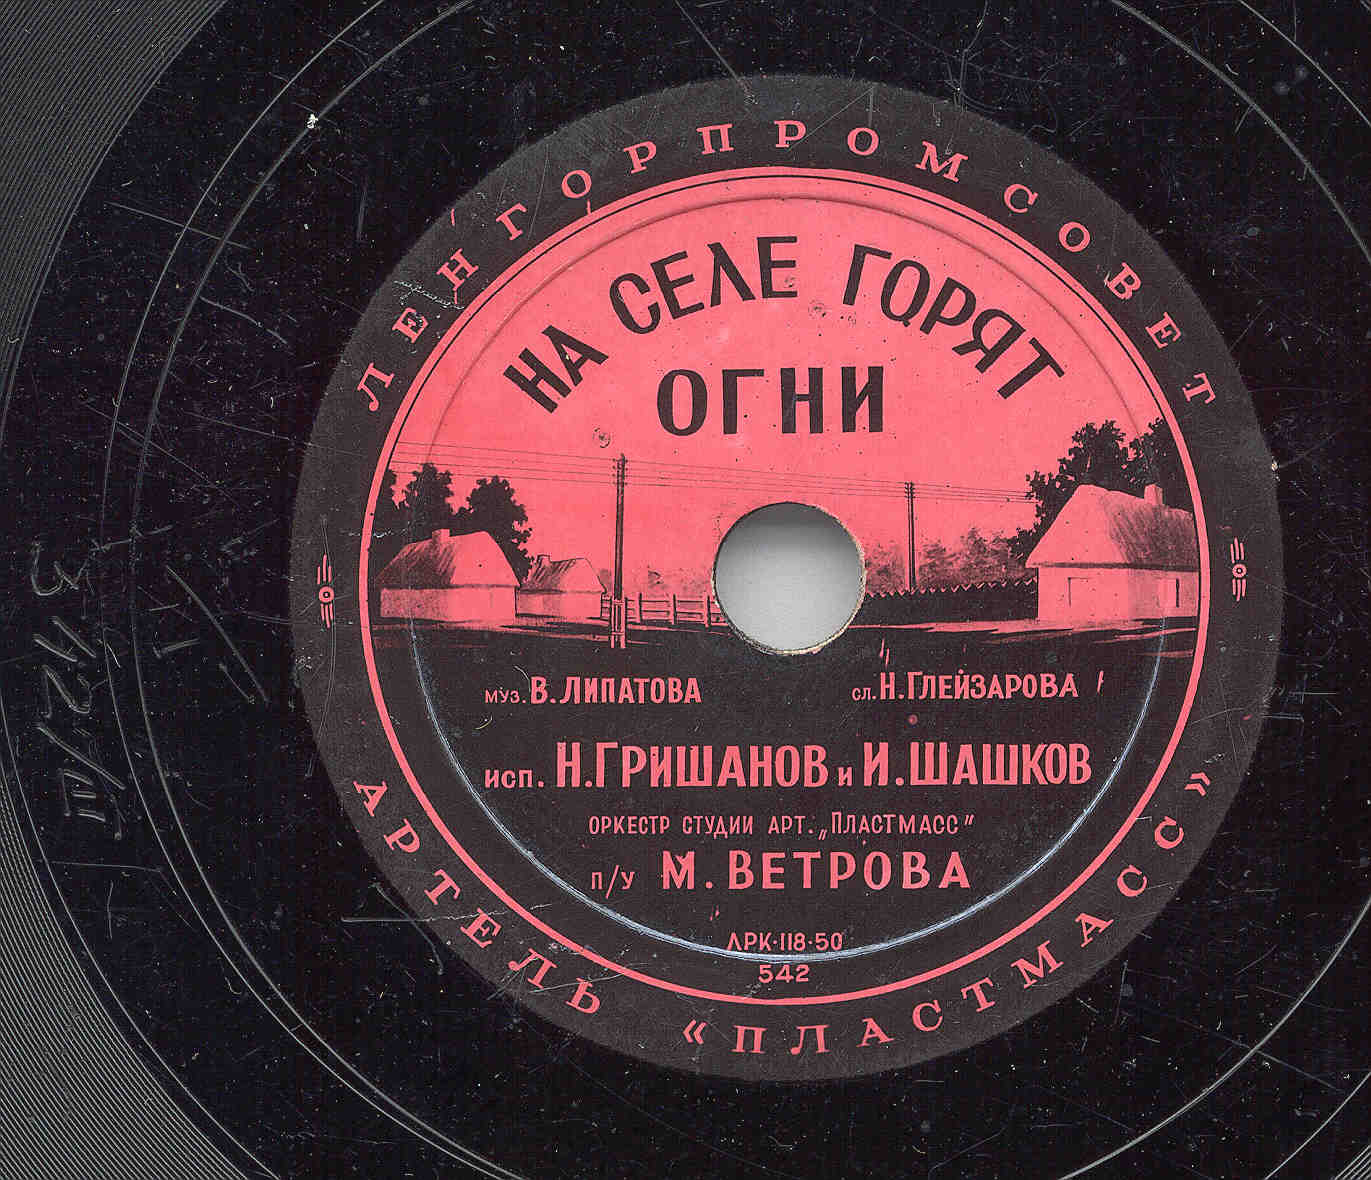 ЛЕНГОРПРОМСОВЕТ
НА СЕЛЕ ГОРЯТ
ОГНИ
муз. В. ЛИПАТОВА
сл. Н. ГЛЕЙЗАРОВА
исп. Н. ГРИШАНОВ и И. ШАШКОВ
ОРКЕСТР СТУДИИ АРТ. „ПЛАСТМАСС"
п/у М. ВЕТРОВА
ЛРК·118·50
542
АРТЕЛЬ «ПЛАСТМАСС»